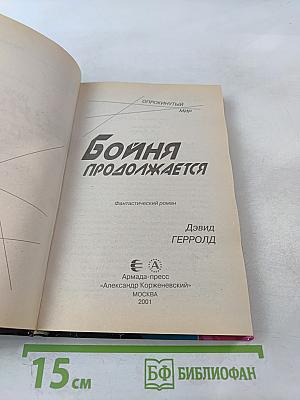 ОПРОКИНУТЫЙ
МИР
БОЙНЯ
ПРОДОЛЖАЕТСЯ
Фантастический роман
Дэвид
ГЕРРОЛД
Армада-пресс
«Александр Корженевский»
МОСКВА
2001
15 см
БФ БИБЛИОФАН